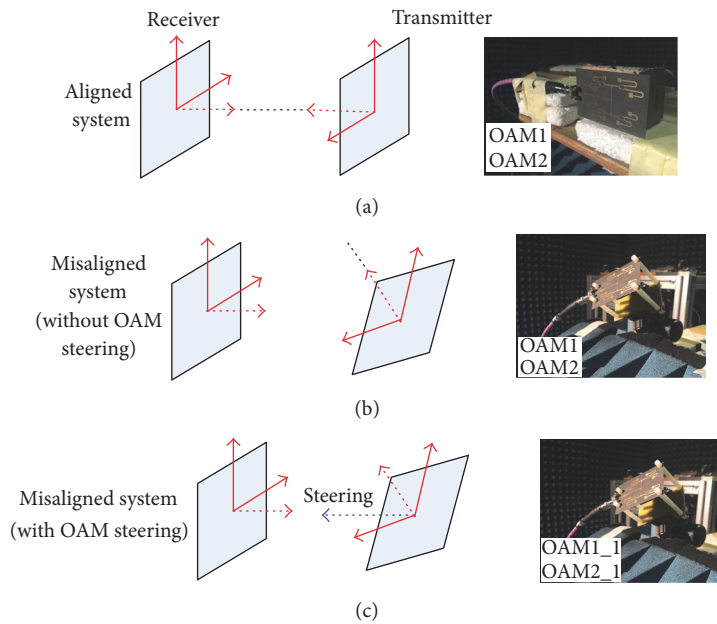 Receiver
Transmitter
Aligned
system
OAM1
OAM2
(a)
Misaligned
system
(without OAM
steering)
OAM1
OAM2
(b)
Misaligned system
(with OAM steering)
Steering
OAM1_1
OAM2_1
(c)